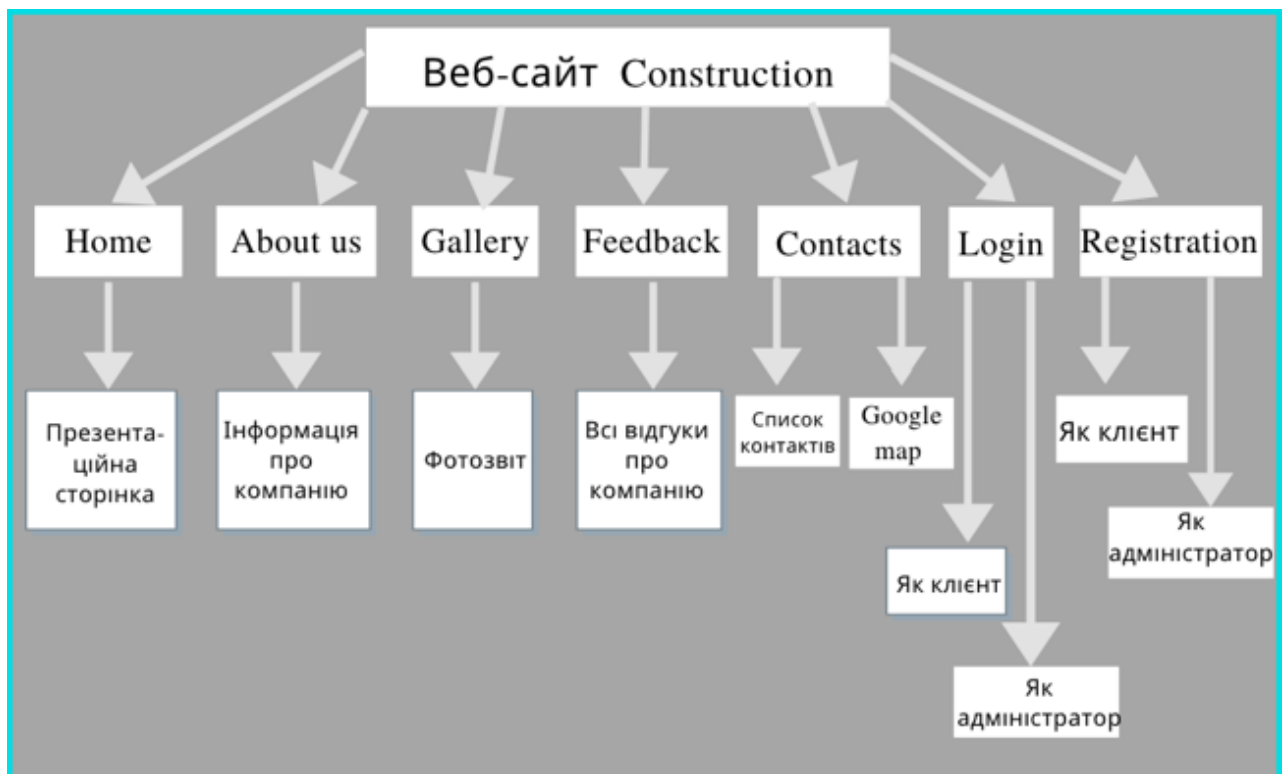 Веб-сайт Construction
Home
About us
Gallery
Feedback
Contacts
Login
Registration
Презента-
ційна
сторінка
Інформація
про
компанію
Фотозвіт
Всі відгуки
про
компанію
Список
контактів
Google
map
Як клієнт
Як
адміністратор
Як клієнт
Як
адміністратор